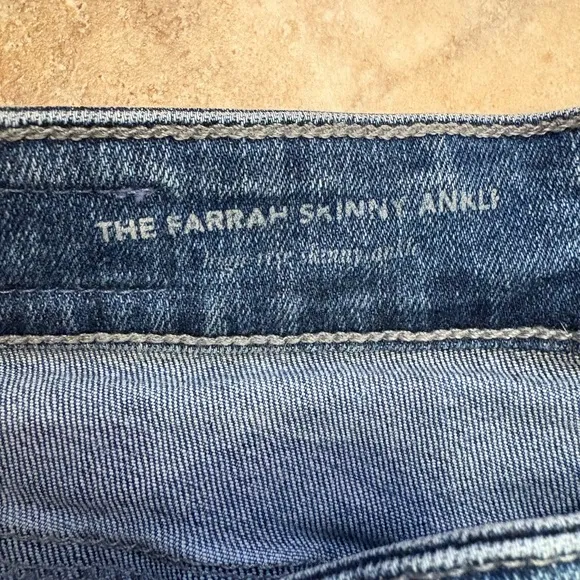 THE FARRAH SKINNY ANKLE
high-rise skinny ankle